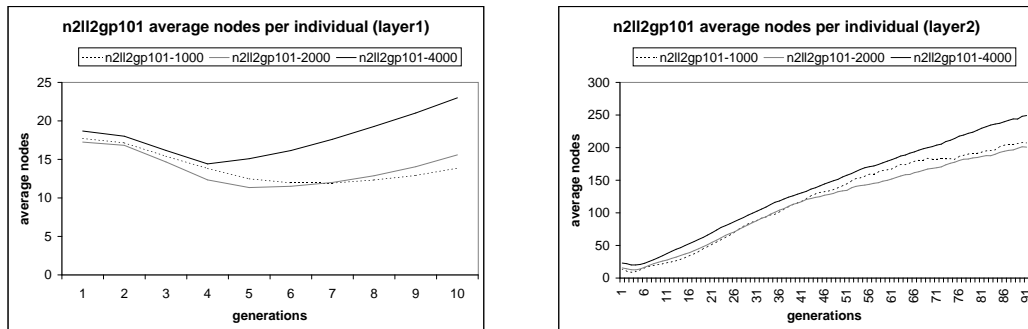 n2ll2gp101 average nodes per individual (layer1)
n2ll2gp101-1000 n2ll2gp101-2000 n2ll2gp101-4000
25
20
15
10
5
0
average nodes
1 2 3 4 5 6 7 8 9 10
generations
n2ll2gp101 average nodes per individual (layer2)
n2ll2gp101-1000 n2ll2gp101-2000 n2ll2gp101-4000
300
250
200
150
100
50
0
average nodes
1 6 11 16 21 26 31 36 41 46 51 56 61 66 71 76 81 86 91
generations